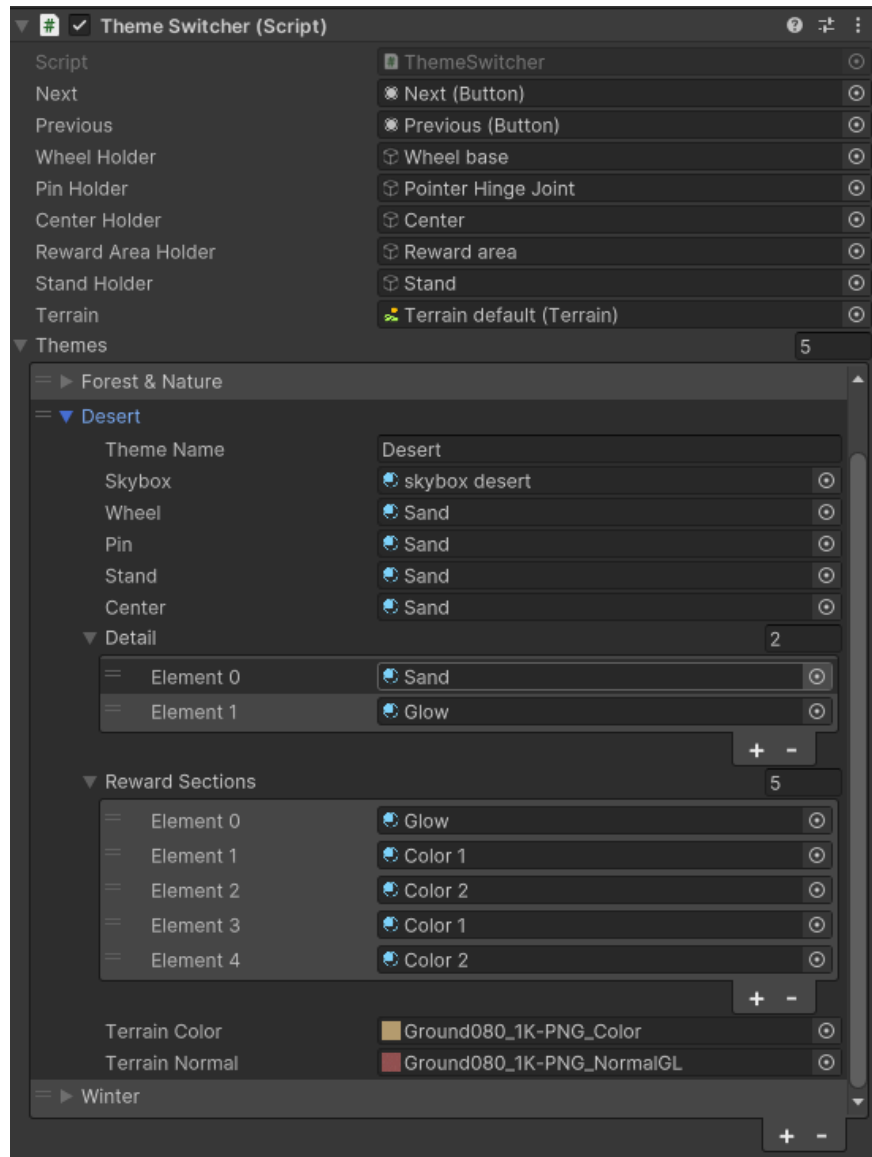 Theme Switcher (Script)
Script ThemeSwitcher
Next Next (Button)
Previous Previous (Button)
Wheel Holder Wheel base
Pin Holder Pointer Hinge Joint
Center Holder Center
Reward Area Holder Reward area
Stand Holder Stand
Terrain Terrain default (Terrain)
Themes 5
Forest & Nature
Desert
Theme Name Desert
Skybox skybox desert
Wheel Sand
Pin Sand
Stand Sand
Center Sand
Detail 2
Element 0 Sand
Element 1 Glow
+ -
Reward Sections 5
Element 0 Glow
Element 1 Color 1
Element 2 Color 2
Element 3 Color 1
Element 4 Color 2
+ -
Terrain Color Ground080_1K-PNG_Color
Terrain Normal Ground080_1K-PNG_NormalGL
Winter
+ -